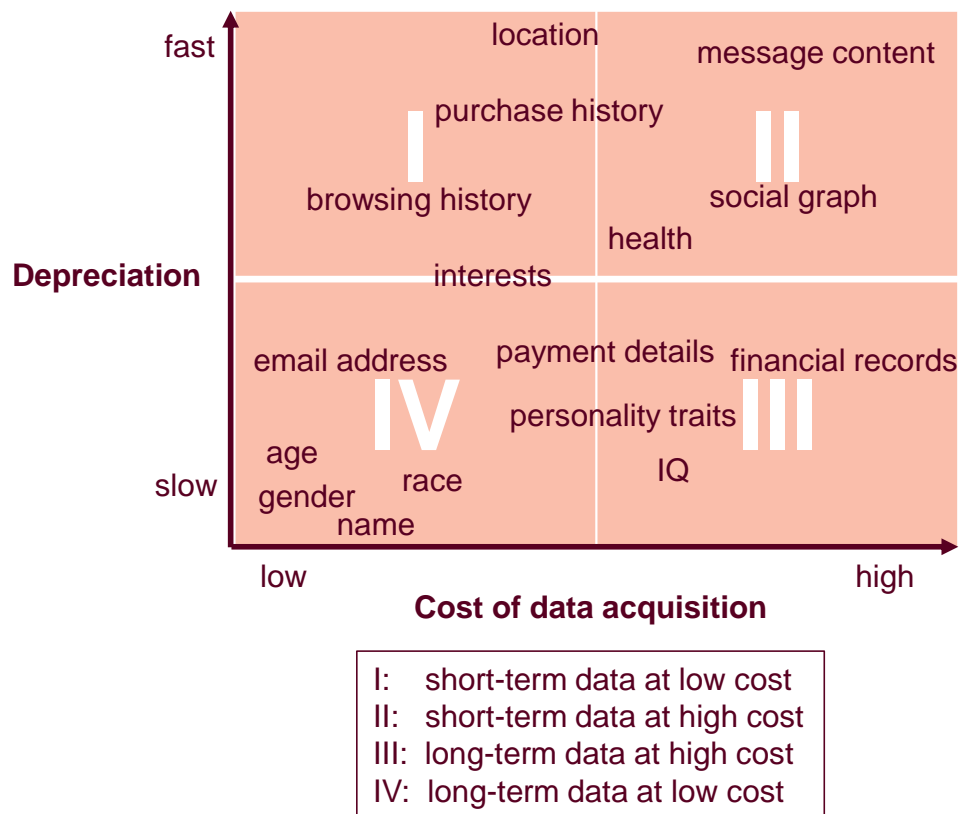 fast
location
message content
purchase history
I
II
browsing history
social graph
health
Depreciation
interests
email address
payment details
financial records
IV
personality traits
III
age
race
IQ
slow
gender
name
low
high
Cost of data acquisition
I: short-term data at low cost
II: short-term data at high cost
III: long-term data at high cost
IV: long-term data at low cost